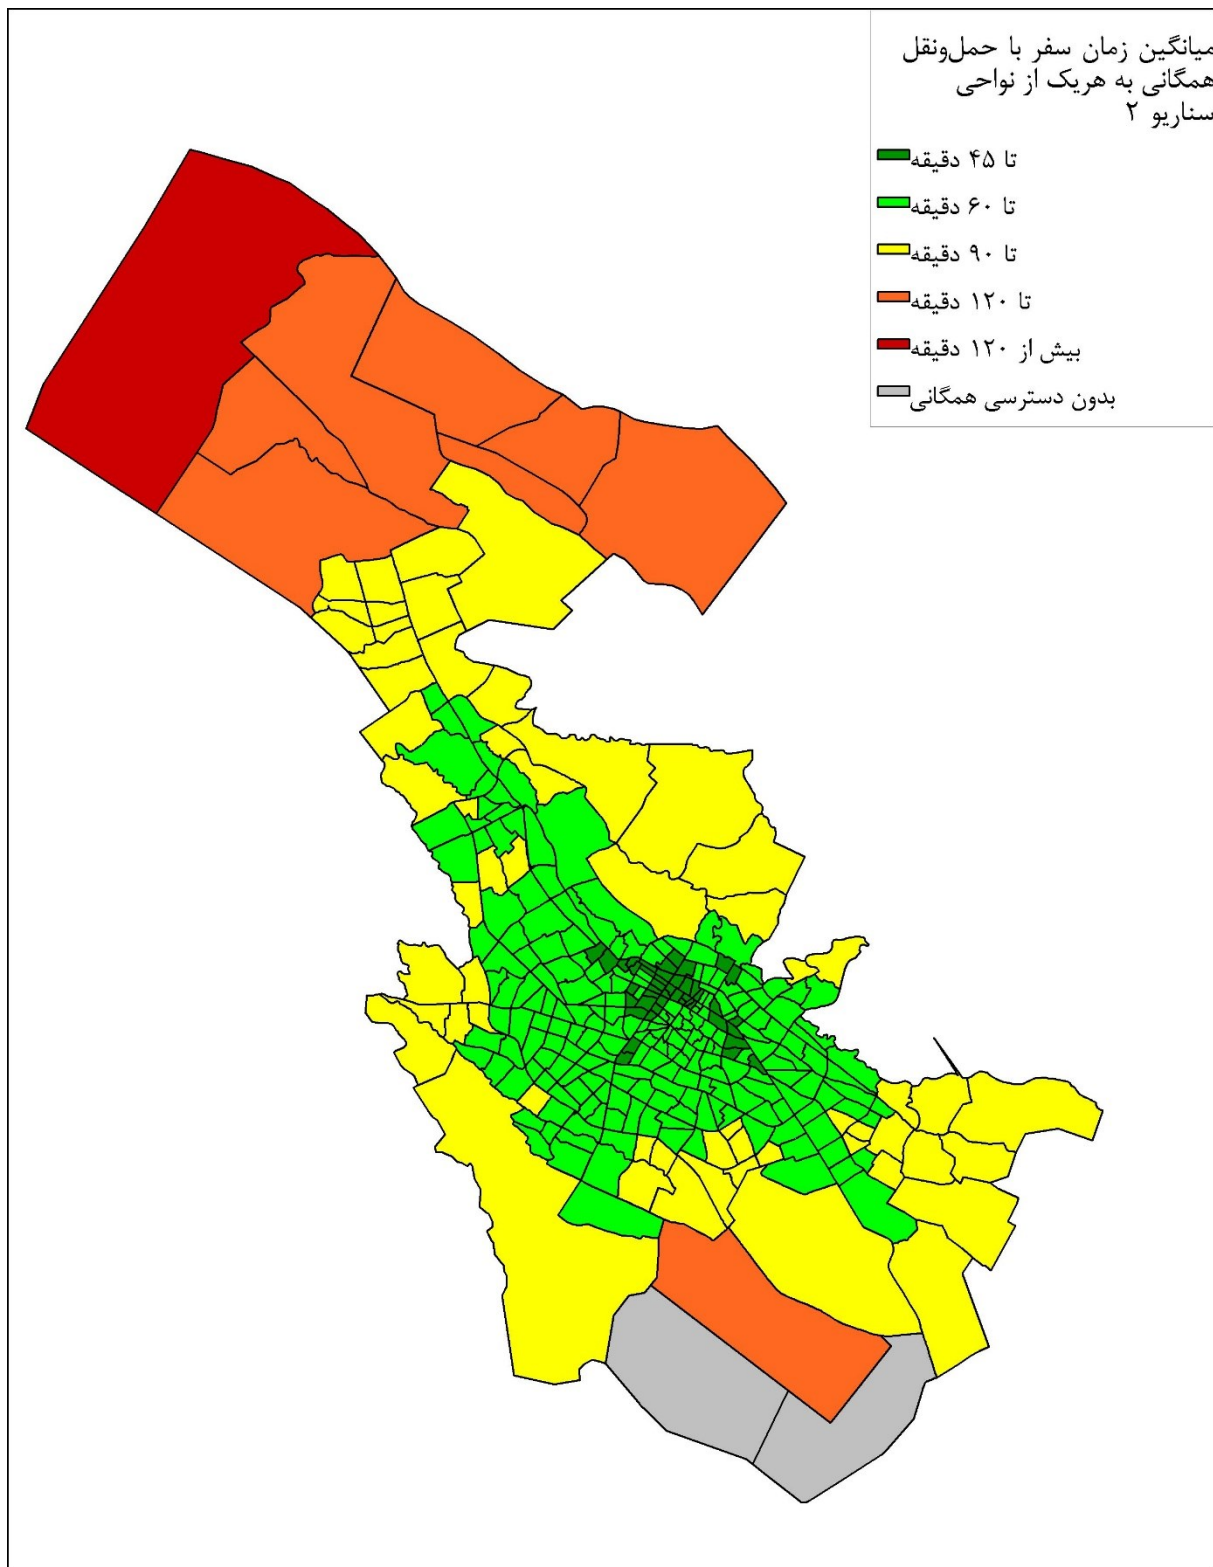 میانگین زمان سفر با حمل‌ونقل
همگانی به هریک از نواحی
سناریو ۲
تا ۴۵ دقیقه
تا ۶۰ دقیقه
تا ۹۰ دقیقه
تا ۱۲۰ دقیقه
بیش از ۱۲۰ دقیقه
بدون دسترسی همگانی